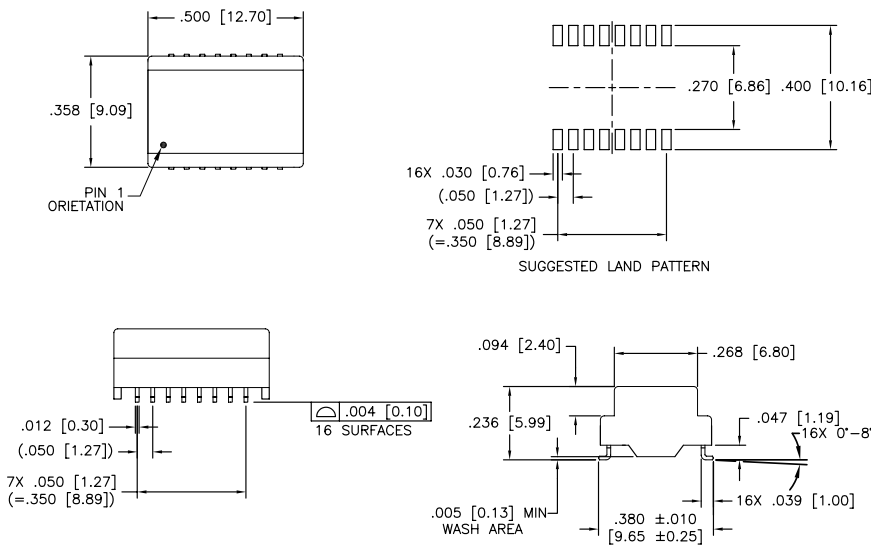 .500 [12.70]
.358 [9.09]
PIN 1
ORIETATION
.270 [6.86]
.400 [10.16]
16X .030 [0.76]
(.050 [1.27])
7X .050 [1.27]
(=.350 [8.89])
SUGGESTED LAND PATTERN
.012 [0.30]
(.050 [1.27])
7X .050 [1.27]
(=.350 [8.89])
.004 [0.10]
16 SURFACES
.094 [2.40]
.268 [6.80]
.236 [5.99]
.047 [1.19]
16X 0°-8°
.005 [0.13] MIN
WASH AREA
.380 ±.010
[9.65 ±0.25]
16X .039 [1.00]